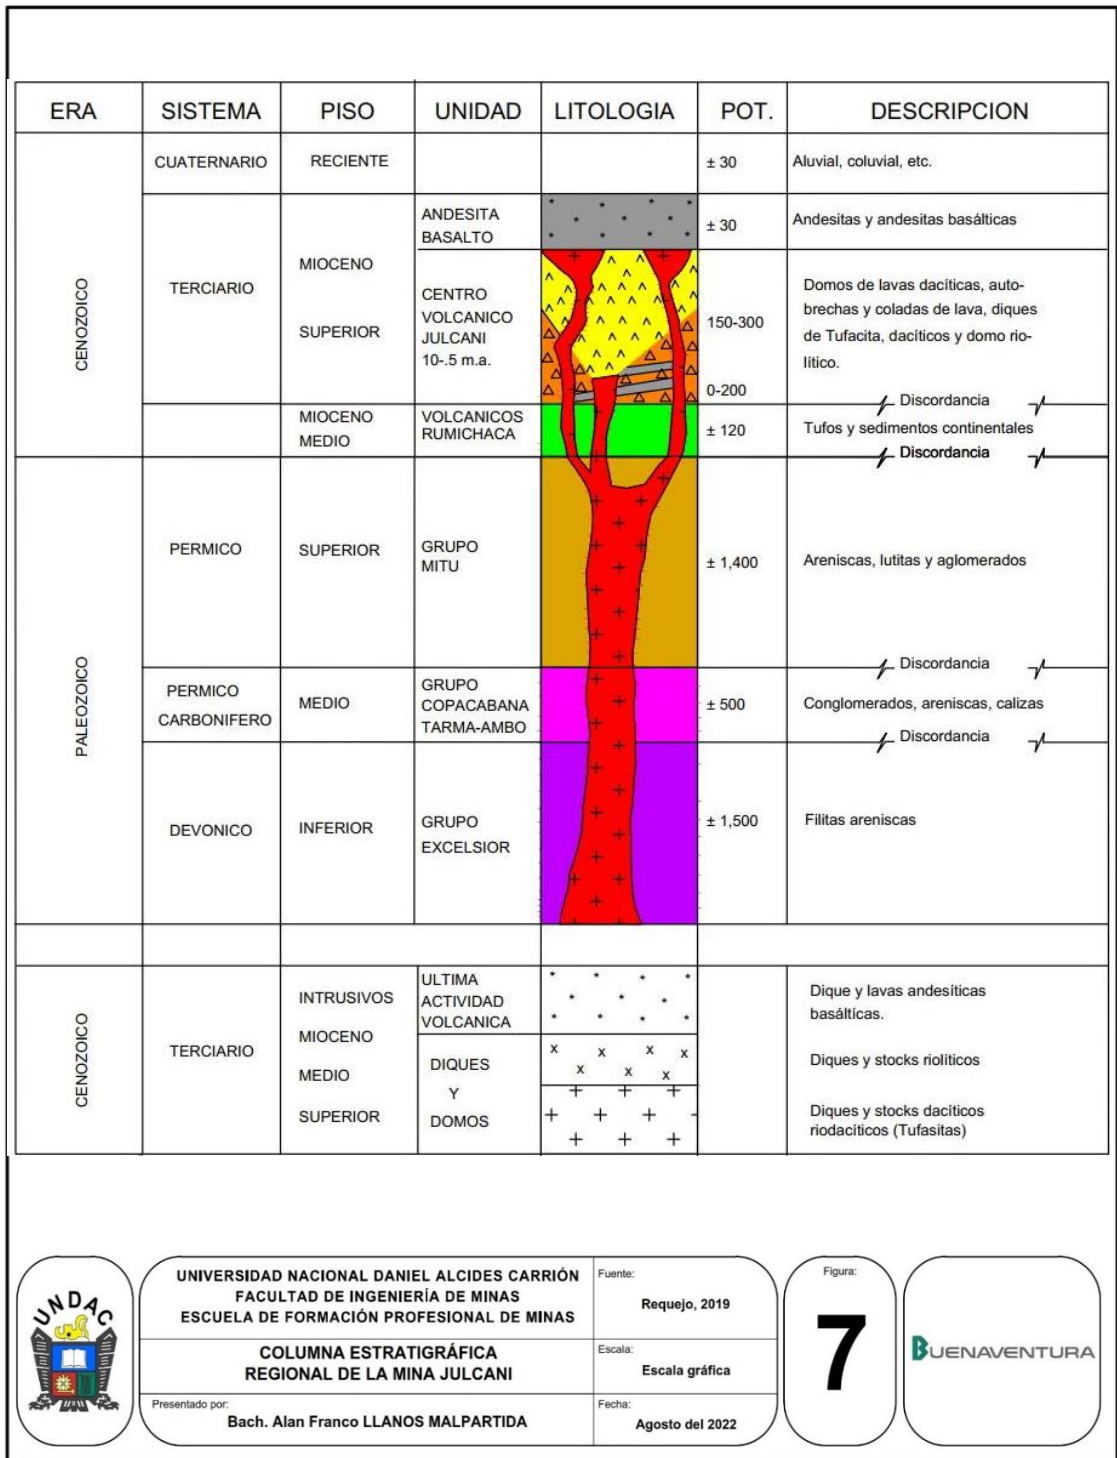 ERA SISTEMA PISO UNIDAD LITOLOGIA POT. DESCRIPCION
CENOZOICO
CUATERNARIO RECIENTE ± 30 Aluvial, coluvial, etc.
TERCIARIO
MIOCENO
SUPERIOR
ANDESITA
BASALTO
± 30 Andesitas y andesitas basálticas
CENTRO
VOLCANICO
JULCANI
10-.5 m.a.
150-300
0-200
Domos de lavas dacíticas, auto-
brechas y coladas de lava, diques
de Tufacita, dacíticos y domo rio-
lítico.
Discordancia
MIOCENO
MEDIO
VOLCANICOS
RUMICHACA
± 120 Tufos y sedimentos continentales
Discordancia
PALEOZOICO
PERMICO SUPERIOR
GRUPO
MITU
± 1,400 Areniscas, lutitas y aglomerados
Discordancia
PERMICO
CARBONIFERO
MEDIO
GRUPO
COPACABANA
TARMA-AMBO
± 500 Conglomerados, areniscas, calizas
Discordancia
DEVONICO INFERIOR
GRUPO
EXCELSIOR
± 1,500 Filitas areniscas
CENOZOICO
TERCIARIO
INTRUSIVOS
MIOCENO
MEDIO
SUPERIOR
ULTIMA
ACTIVIDAD
VOLCANICA
Dique y lavas andesíticas
basáltícas.
DIQUES
Y
DOMOS
Diques y stocks riolíticos
Diques y stocks dacíticos
riodacíticos (Tufasitas)
UNDAC
UNIVERSIDAD NACIONAL DANIEL ALCIDES CARRIÓN
FACULTAD DE INGENIERÍA DE MINAS
ESCUELA DE FORMACIÓN PROFESIONAL DE MINAS
COLUMNA ESTRATIGRÁFICA
REGIONAL DE LA MINA JULCANI
Presentado por:
Bach. Alan Franco LLANOS MALPARTIDA
Fuente:
Requejo, 2019
Escala:
Escala gráfica
Fecha:
Agosto del 2022
Figura:
7
BUENAVENTURA